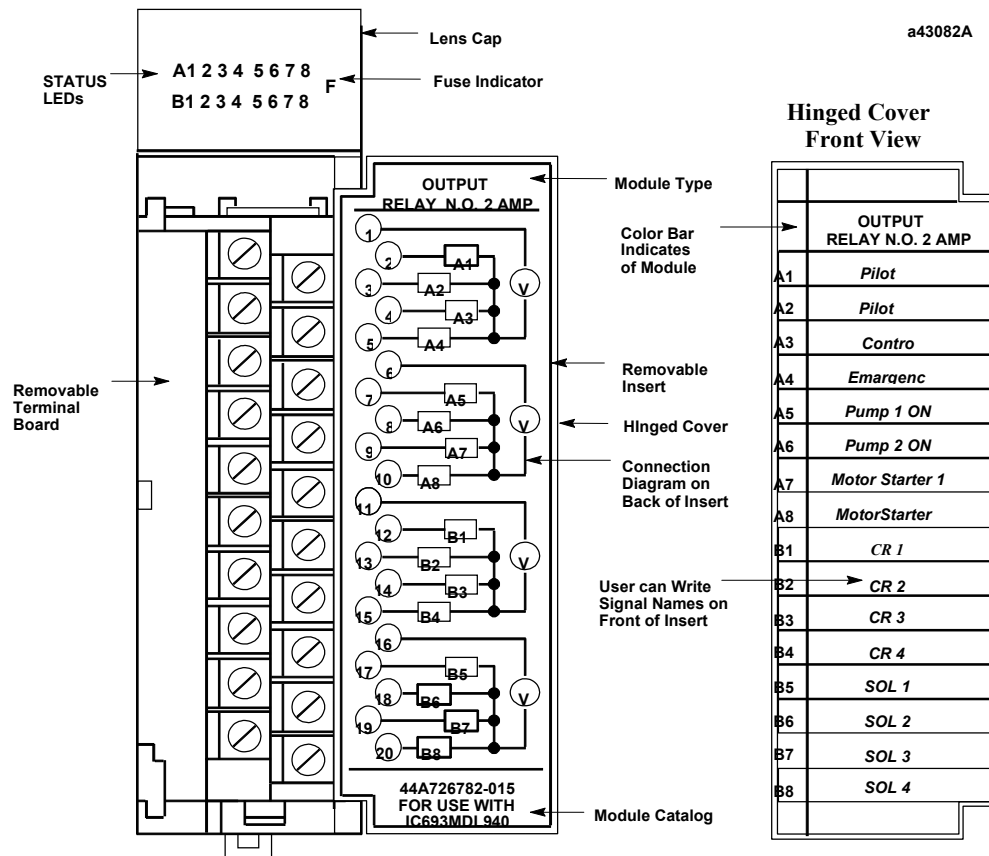 a43082A
Lens Cap
STATUS
LEDs
A1 2 3 4 5 6 7 8
B1 2 3 4 5 6 7 8
F
Fuse Indicator
Hinged Cover
Front View
OUTPUT
RELAY N.O. 2 AMP
Module Type
Color Bar
Indicates
of Module
1
2 A1
3 A2
V
4 A3
5 A4
6
7 A5
8 A6
V
9 A7
10 A8
11
12 B1
13 B2
V
14 B3
15 B4
16
17 B5
18 B6
V
19 B7
20 B8
44A726782-015
FOR USE WITH
IC693MDL940
Removable
Terminal
Board
Removable
Insert
HInged Cover
Connection
Diagram on
Back of Insert
User can Write
Signal Names on
Front of Insert
Module Catalog
OUTPUT
RELAY N.O. 2 AMP
A1 Pilot
A2 Pilot
A3 Contro
A4 Emargenc
A5 Pump 1 ON
A6 Pump 2 ON
A7 Motor Starter 1
A8 MotorStarter
B1 CR 1
B2 CR 2
B3 CR 3
B4 CR 4
B5 SOL 1
B6 SOL 2
B7 SOL 3
B8 SOL 4